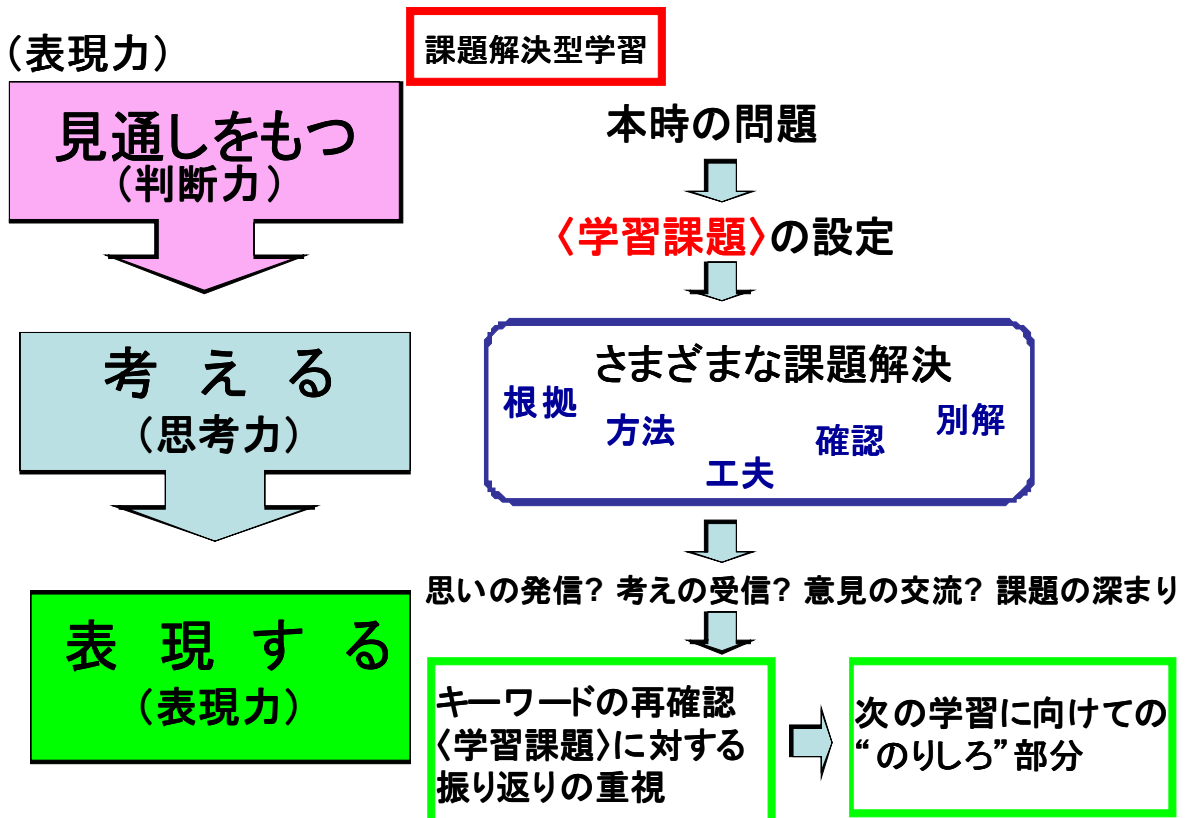 (表現力)
課題解決型学習
見通しをもつ
(判断力)
本時の問題
〈学習課題〉の設定
考 え る
(思考力)
さまざまな課題解決
根拠
方法
工夫
確認
別解
思いの発信? 考えの受信? 意見の交流? 課題の深まり
表 現 す る
(表現力)
キーワードの再確認
〈学習課題〉に対する
振り返りの重視
次の学習に向けての
“のりしろ”部分